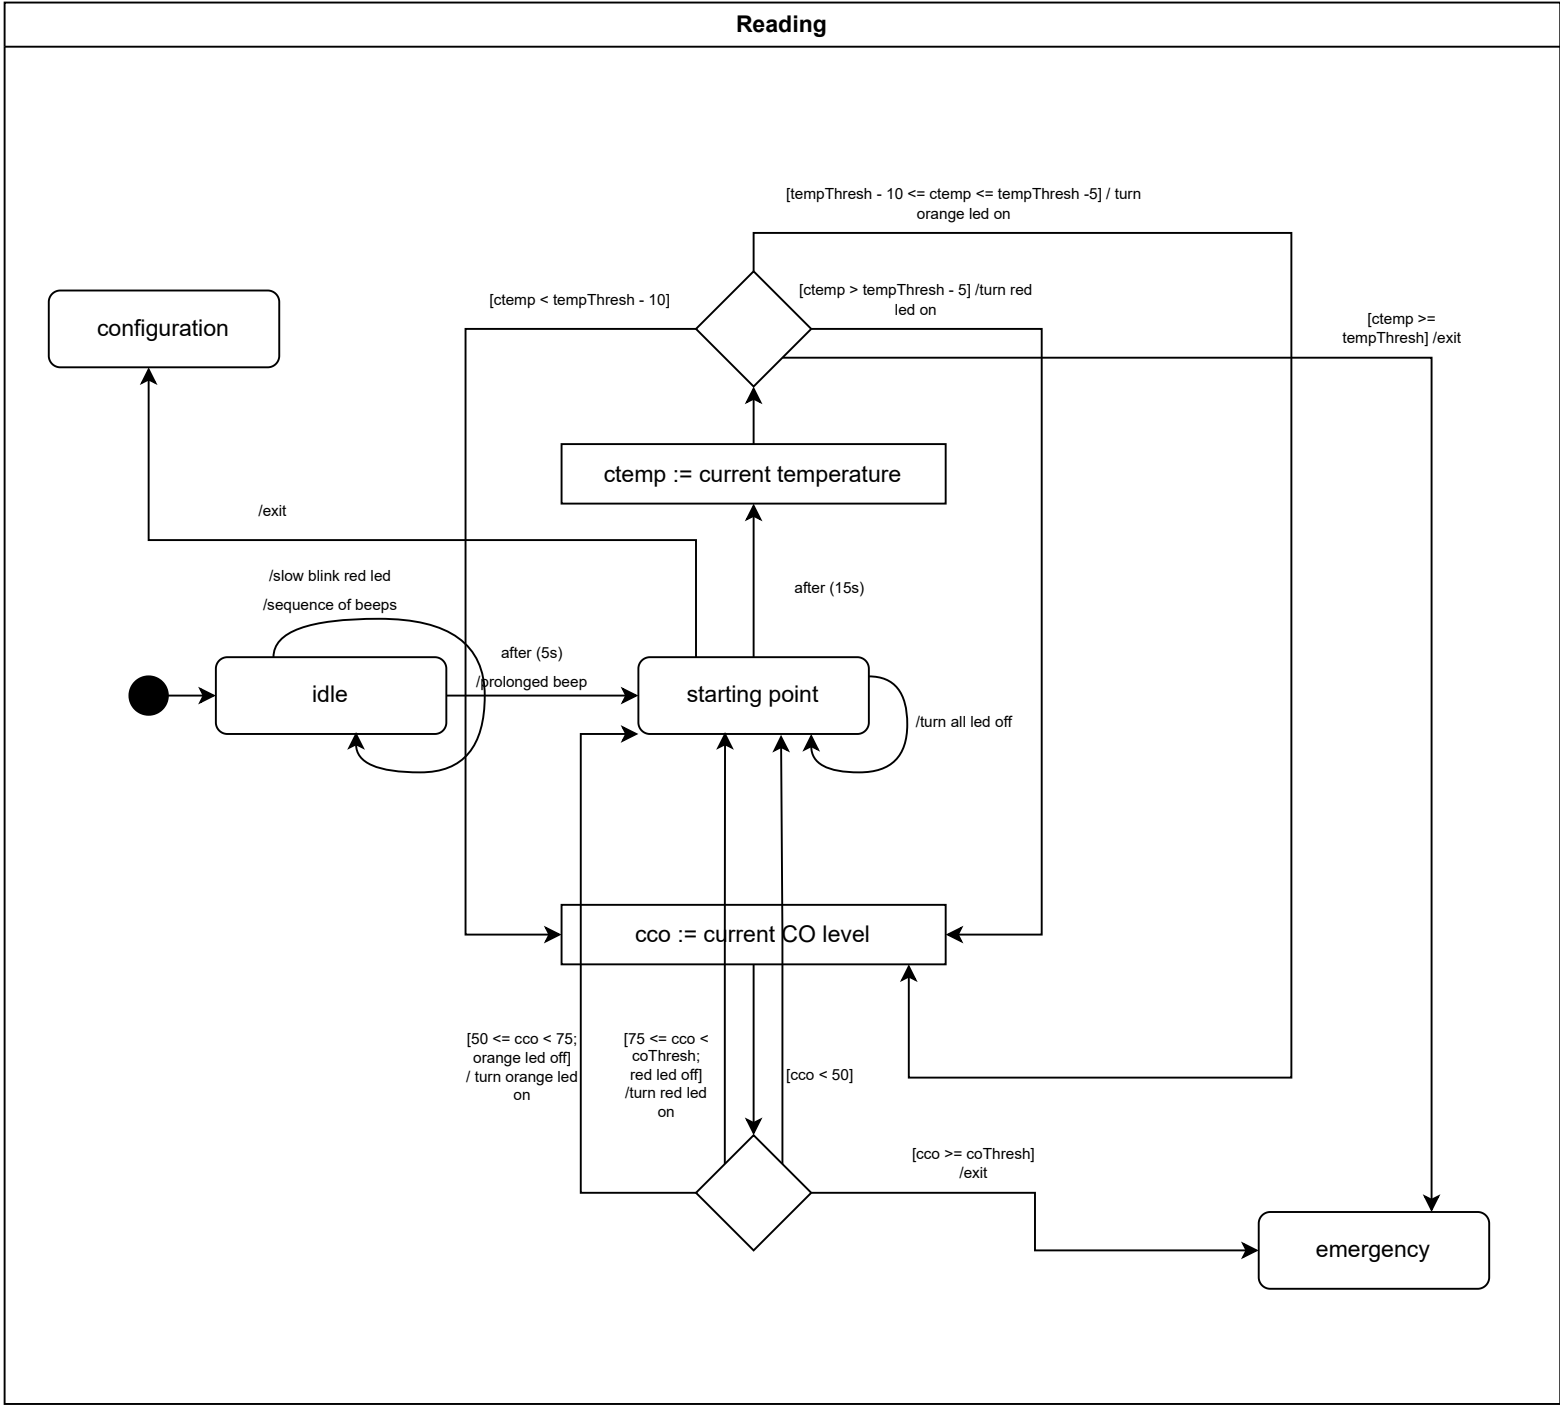 Reading
[tempThresh - 10 <= ctemp <= tempThresh -5] / turn
orange led on
[ctemp < tempThresh - 10]
[ctemp > tempThresh - 5] /turn red
led on
configuration
[ctemp >=
tempThresh] /exit
ctemp := current temperature
/exit
/slow blink red led
/sequence of beeps
after (15s)
after (5s)
/prolonged beep
idle
starting point
/turn all led off
cco := current CO level
[50 <= cco < 75;
orange led off]
/ turn orange led
on
[75 <= cco <
coThresh;
red led off]
/turn red led
on
[cco < 50]
[cco >= coThresh]
/exit
emergency